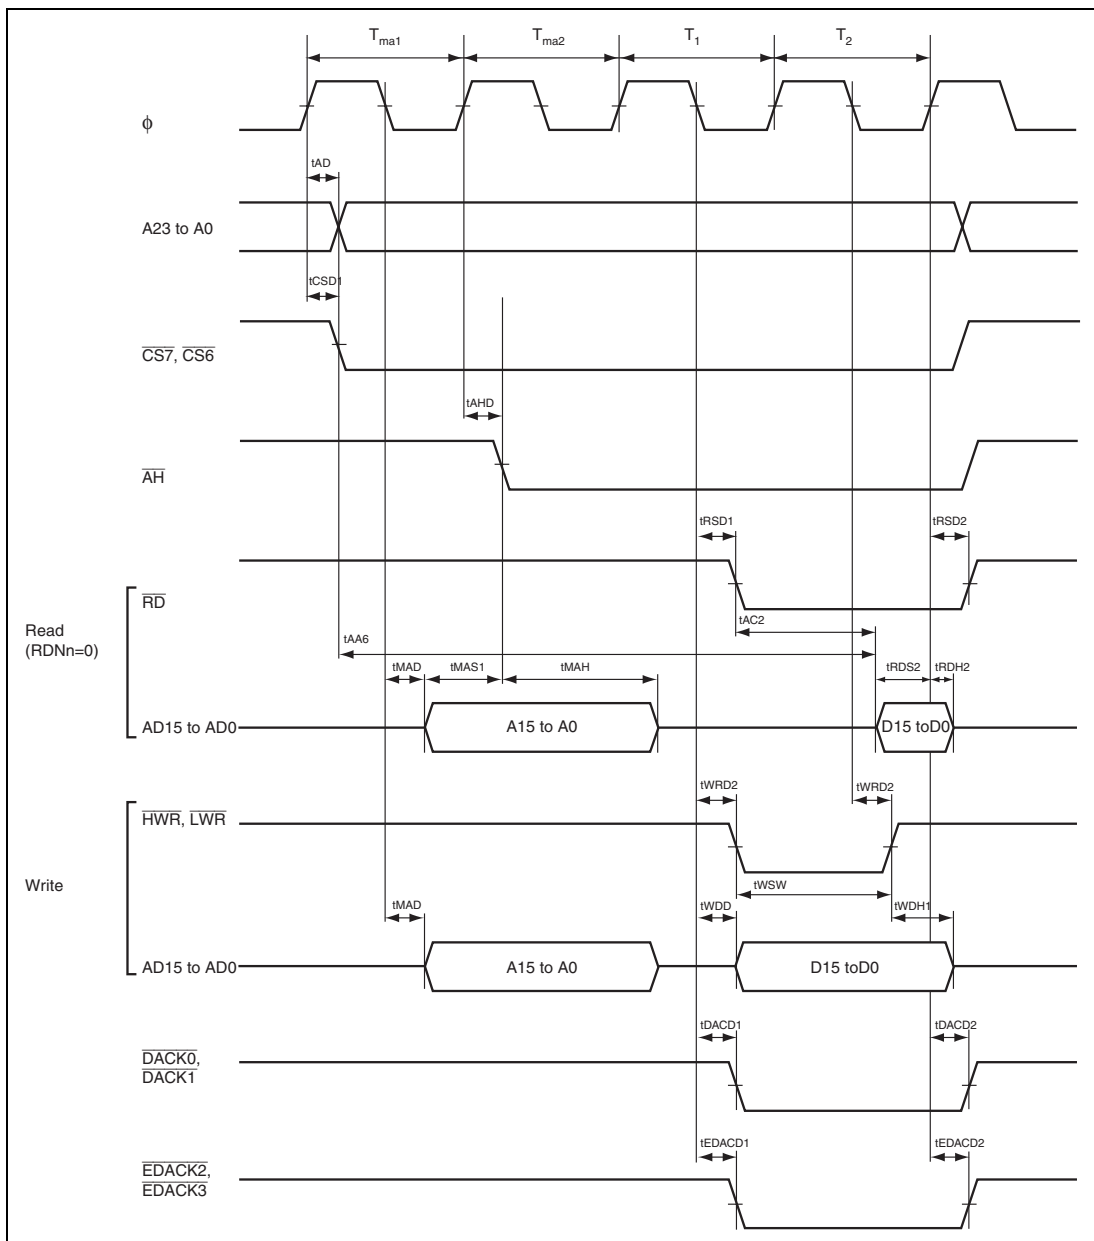 Tma1 Tma2 T1 T2
ϕ
tAD
A23 to A0
tCSD1
CS7, CS6
tAHD
AH
tRSD1 tRSD2
RD
Read
(RDNn=0)
tAC2
tAA6
tMAD tMAS1 tMAH tRDS2 tRDH2
AD15 to AD0 A15 to A0 D15 toD0
tWRD2 tWRD2
HWR, LWR
Write
tWSW
tMAD tWDD tWDH1
AD15 to AD0 A15 to A0 D15 toD0
tDACD1 tDACD2
DACK0,
DACK1
tEDACD1 tEDACD2
EDACK2,
EDACK3